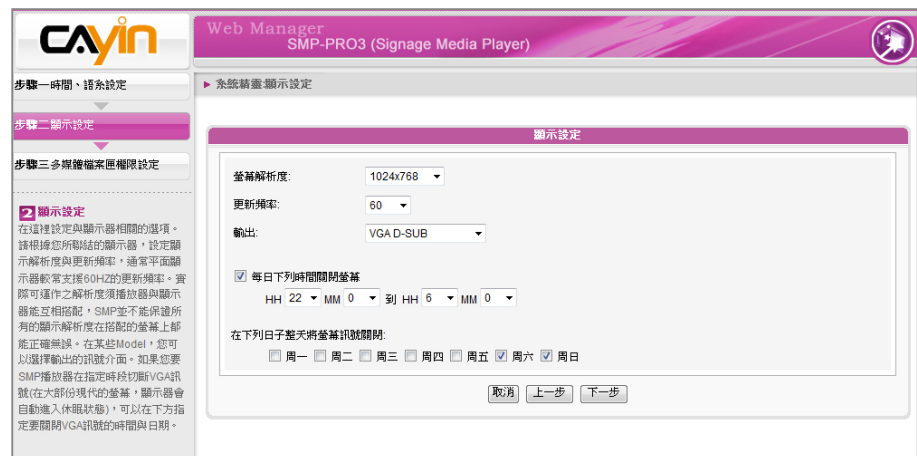 CAYIN
Web Manager
SMP-PRO3 (Signage Media Player)
步驟一時間、語系設定
步驟二顯示設定
步驟三多媒體檔案匣權限設定
2 顯示設定
在這裡設定與顯示器相關的選項。
請根據您所聯結的顯示器，設定顯
示解析度與更新頻率，通常平面顯
示器較常支援60HZ的更新頻率。實
際可運作之解析度須播放器與顯示
器能互相搭配，SMP並不能保證所
有的顯示解析度在搭配的螢幕上都
能正確無誤。在某些Model，您可
以選擇輸出的訊號介面。如果您要
SMP播放器在指定時段切斷VGA訊
號(在大部份現代的螢幕，顯示器會
自動進入休眠狀態)，可以在下方指
定要關閉VGA訊號的時間與日期。
系統精靈:顯示設定
顯示設定
螢幕解析度: 1024x768
更新頻率: 60
輸出: VGA D-SUB
每日下列時間關閉螢幕
HH 22 MM 0 到 HH 6 MM 0
在下列日子整天將螢幕訊號關閉:
周一 周二 周三 周四 周五 周六 周日
取消 上一步 下一步